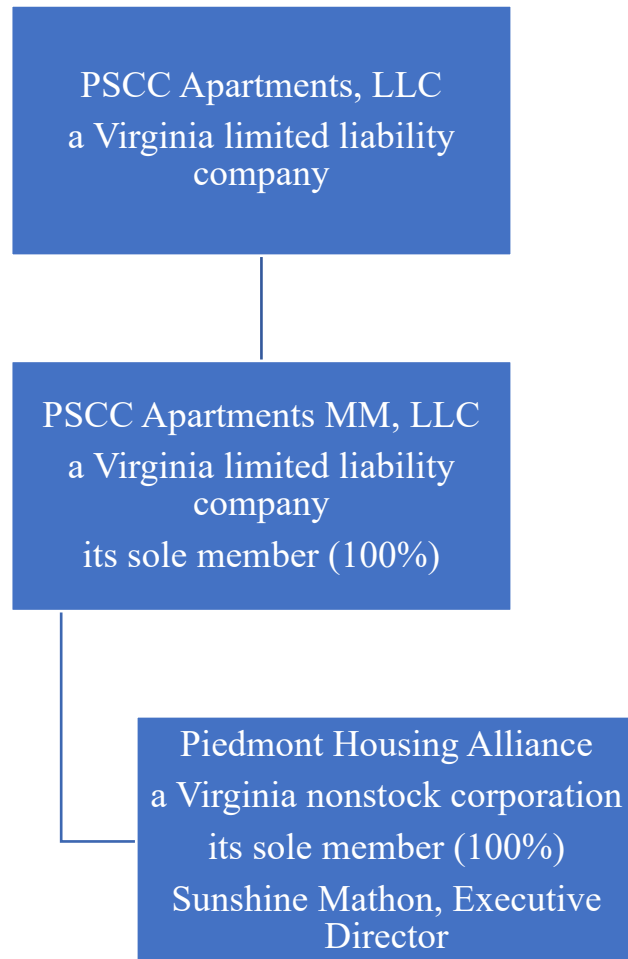 PSCC Apartments, LLC
a Virginia limited liability
company
PSCC Apartments MM, LLC
a Virginia limited liability
company
its sole member (100%)
Piedmont Housing Alliance
a Virginia nonstock corporation
its sole member (100%)
Sunshine Mathon, Executive
Director